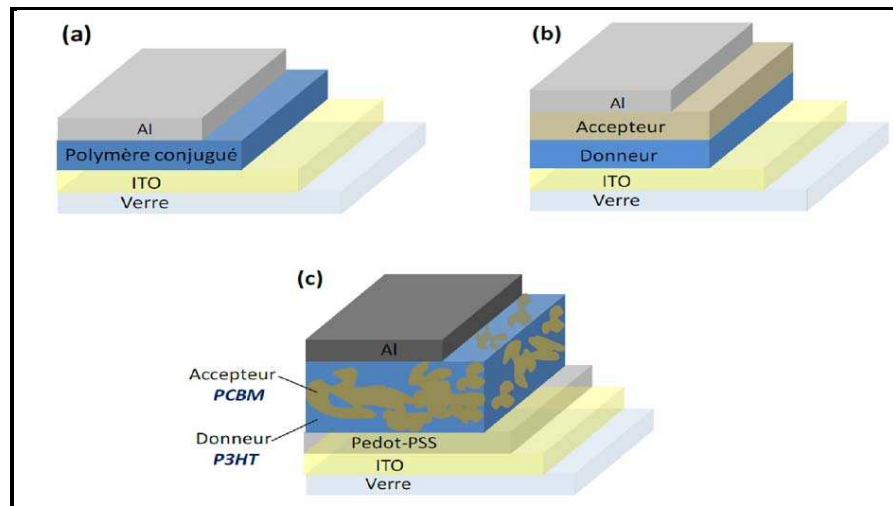 (a)
Al
Polymère conjugué
ITO
Verre
(b)
Al
Accepteur
Donneur
ITO
Verre
(c)
Al
Accepteur
PCBM
Donneur
P3HT
Pedot-PSS
ITO
Verre